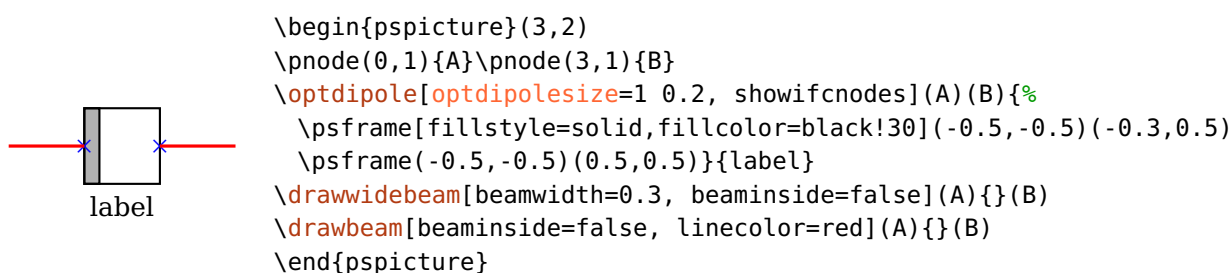 \begin{pspicture}(3,2)
\pnode(0,1){A}\pnode(3,1){B}
\optdipole[optdipolesize=1 0.2, showifcnodes](A)(B){%
\psframe[fillstyle=solid,fillcolor=black!30](-0.5,-0.5)(-0.3,0.5)
\psframe(-0.5,-0.5)(0.5,0.5)}{label}
\drawwidebeam[beamwidth=0.3, beaminside=false](A){}(B)
\drawbeam[beaminside=false, linecolor=red](A){}(B)
\end{pspicture}
label